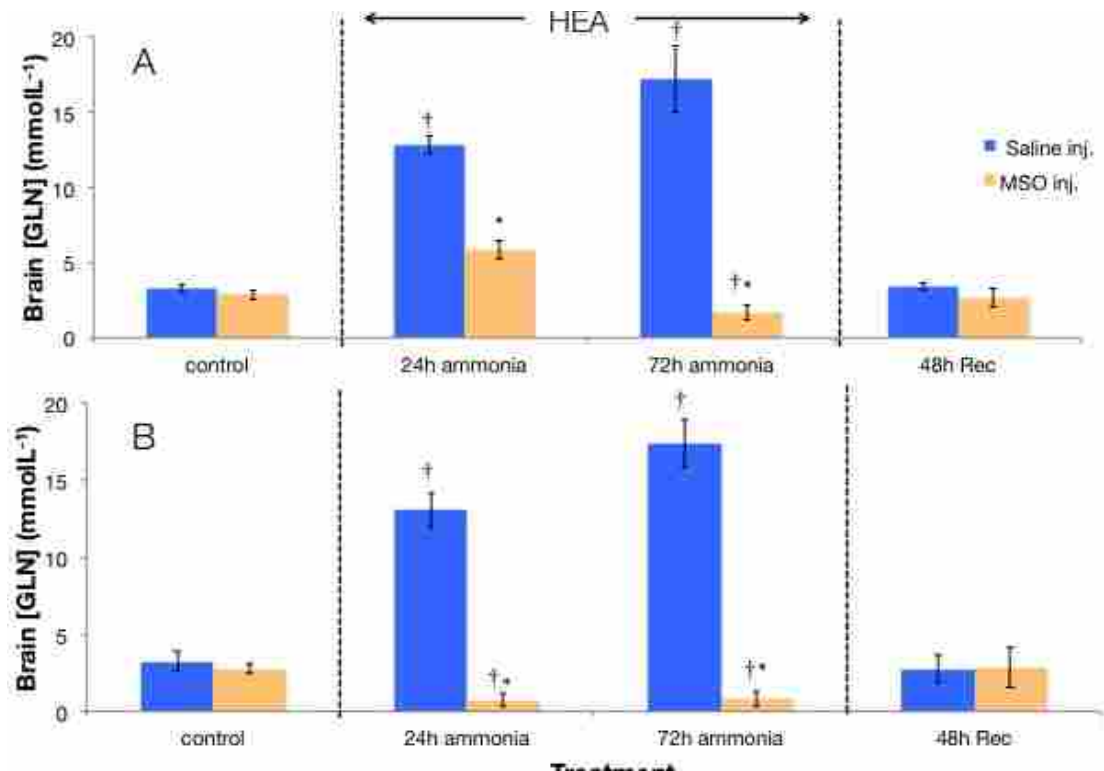 HEA
A
Brain [GLN] (mmolL⁻¹)
20
15
10
5
0
†
*
†
†*
Saline inj.
MSO inj.
control
24h ammonia
72h ammonia
48h Rec
B
Brain [GLN] (mmolL⁻¹)
20
15
10
5
0
†
†*
†
†*
control
24h ammonia
72h ammonia
48h Rec
Treatment